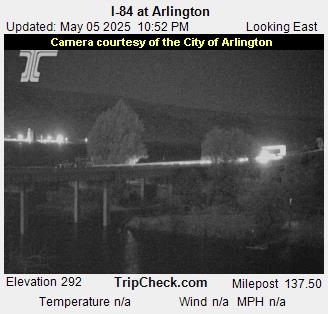 I-84 at Arlington
Updated: May 05 2025 10:52 PM Looking East
Camera courtesy of the City of Arlington
Elevation 292 TripCheck.com Milepost 137.50
Temperature n/a Wind n/a MPH n/a